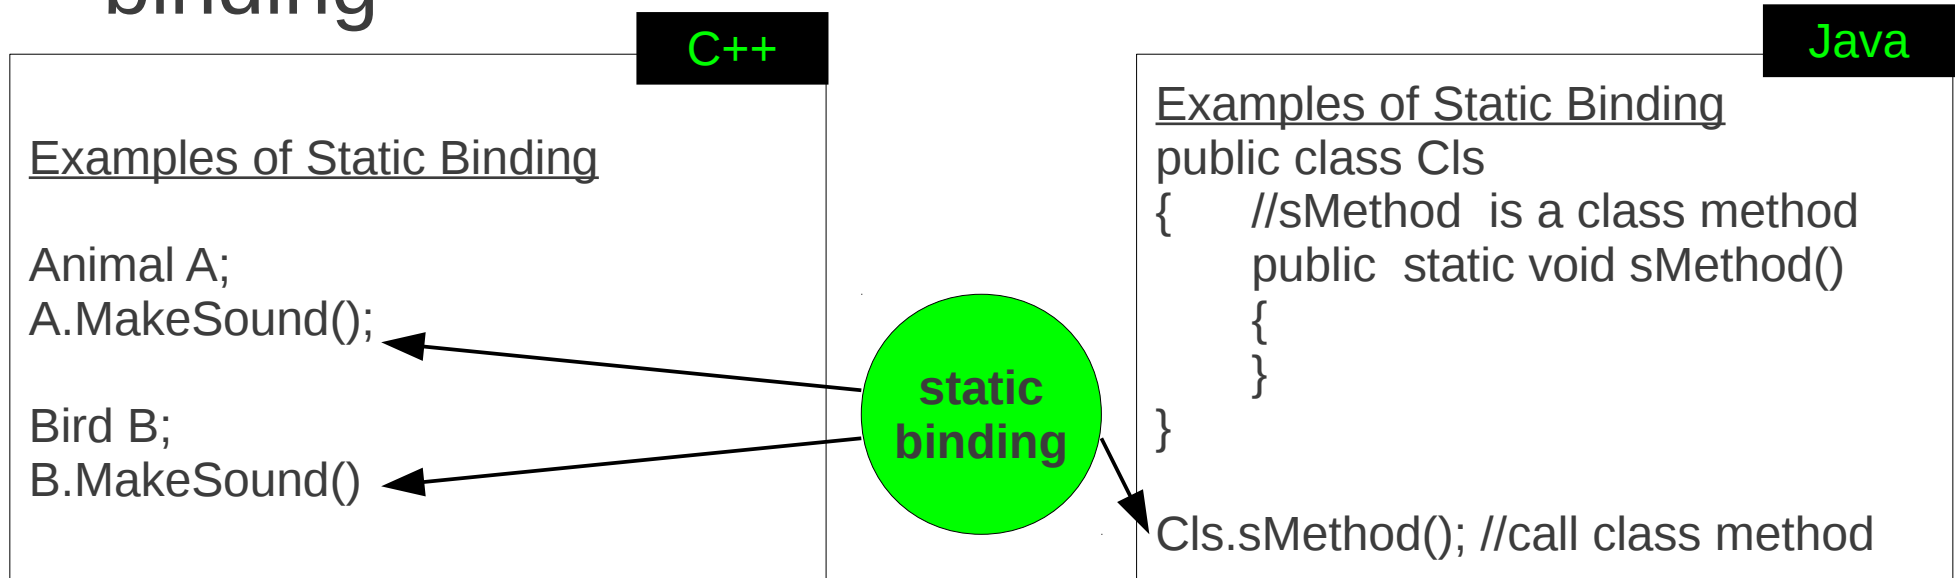 binding
C++
Examples of Static Binding
Animal A;
A.MakeSound();
Bird B;
B.MakeSound()
static
binding
Java
Examples of Static Binding
public class Cls
{ //sMethod is a class method
public static void sMethod()
{
}
}
Cls.sMethod(); //call class method